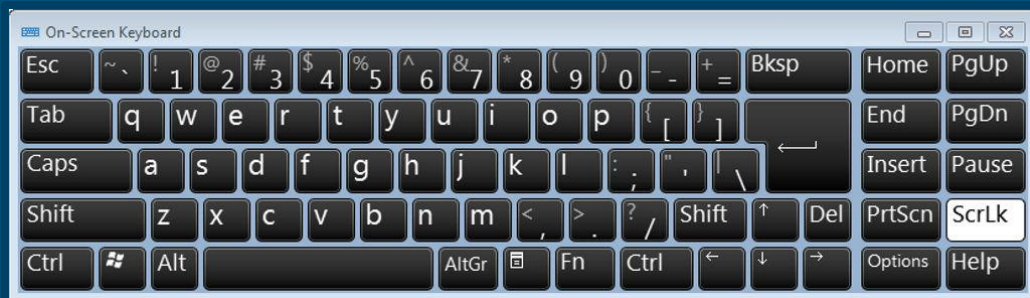 On-Screen Keyboard
Esc ~ ` ! 1 @ 2 # 3 $ 4 % 5 ^ 6 & 7 * 8 ( 9 ) 0 _ - + = Bksp Home PgUp
Tab q w e r t y u i o p { [ } ] End PgDn
Caps a s d f g h j k l : ; " ' | \ Insert Pause
Shift z x c v b n m < , > . ? / Shift ↑ Del PrtScn ScrLk
Ctrl Alt AltGr Fn Ctrl ← ↓ → Options Help